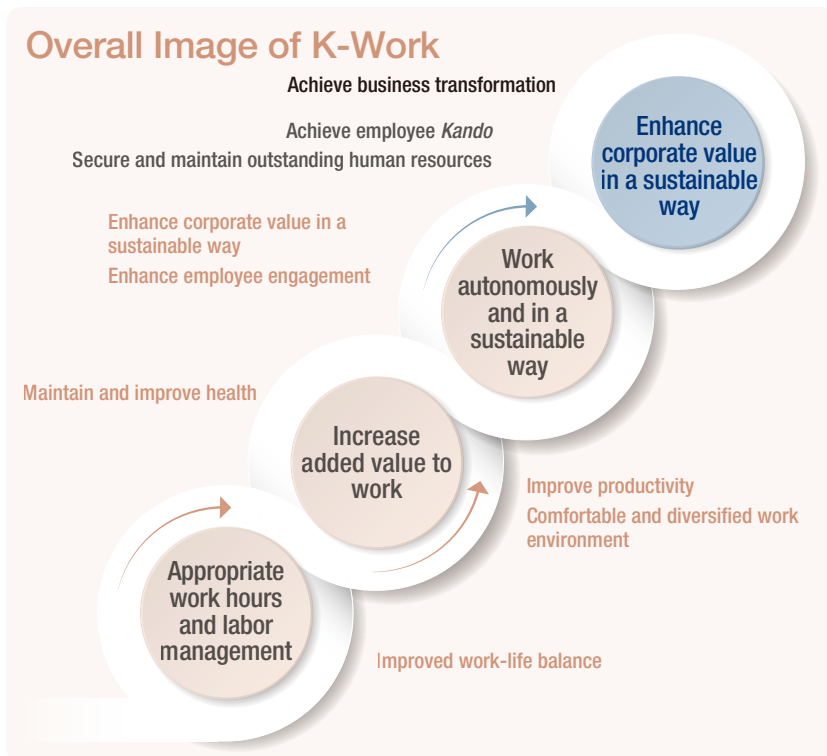 Overall Image of K-Work
Achieve business transformation
Achieve employee Kando
Secure and maintain outstanding human resources
Enhance
corporate value
in a sustainable
way
Enhance corporate value in a
sustainable way
Enhance employee engagement
Work
autonomously
and in a
sustainable
way
Maintain and improve health
Increase
added value to
work
Improve productivity
Comfortable and diversified work
environment
Appropriate
work hours
and labor
management
Improved work-life balance